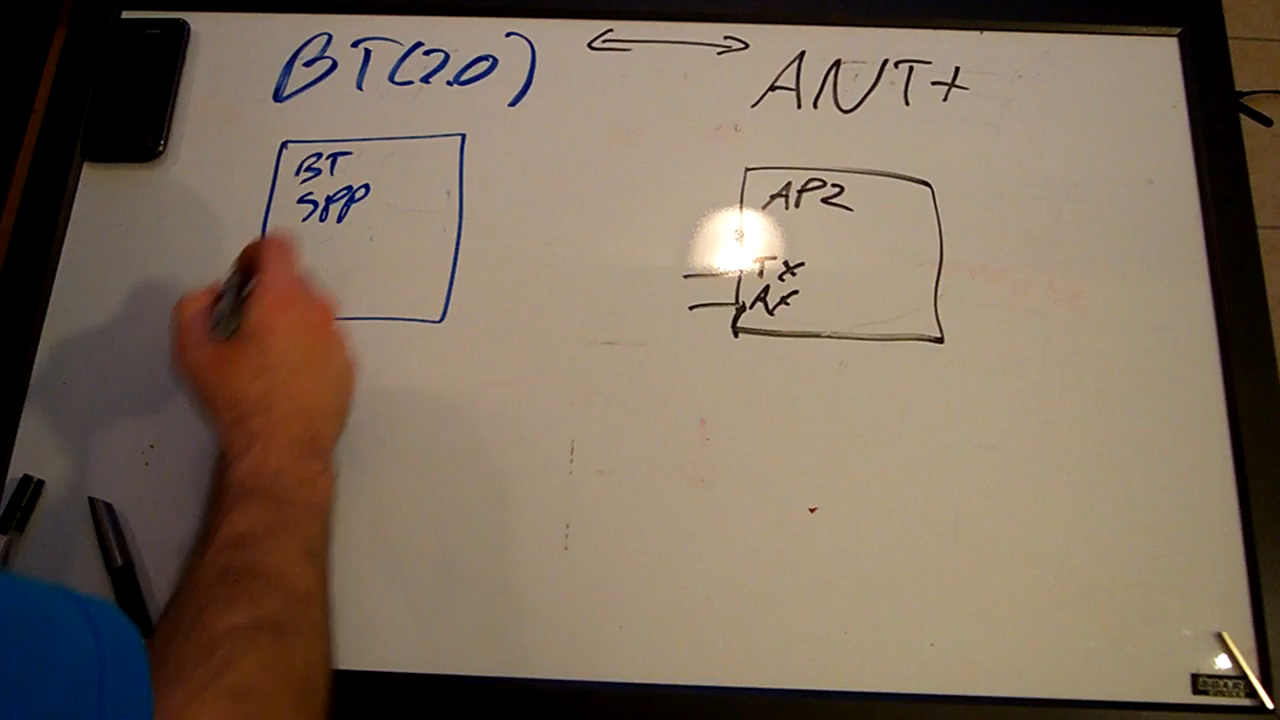 BT(2.0) ANT+
BT
SPP
AP2
Tx
Rx